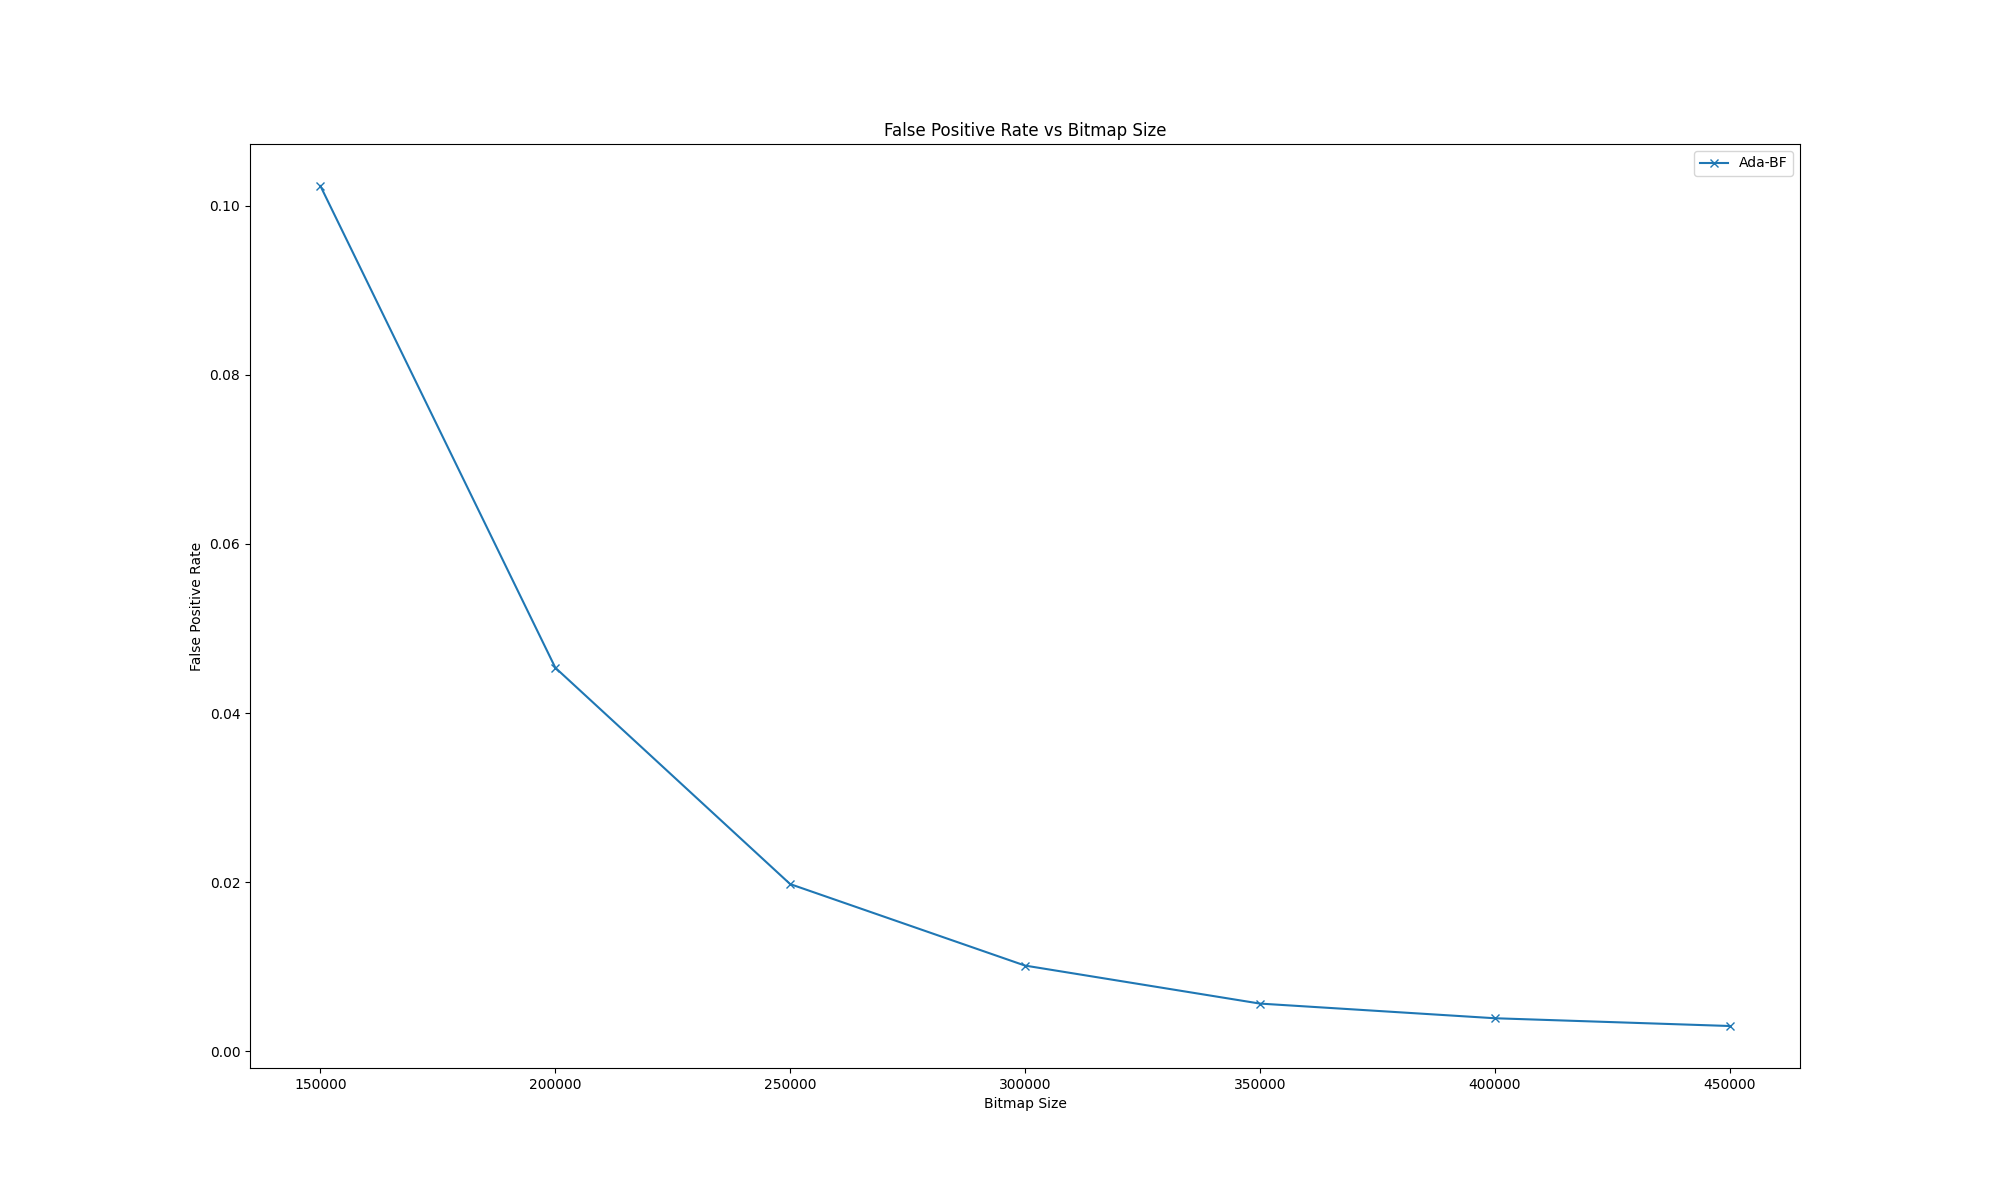 False Positive Rate vs Bitmap Size
Ada-BF
0.10
0.08
0.06
0.04
0.02
0.00
False Positive Rate
150000 200000 250000 300000 350000 400000 450000
Bitmap Size